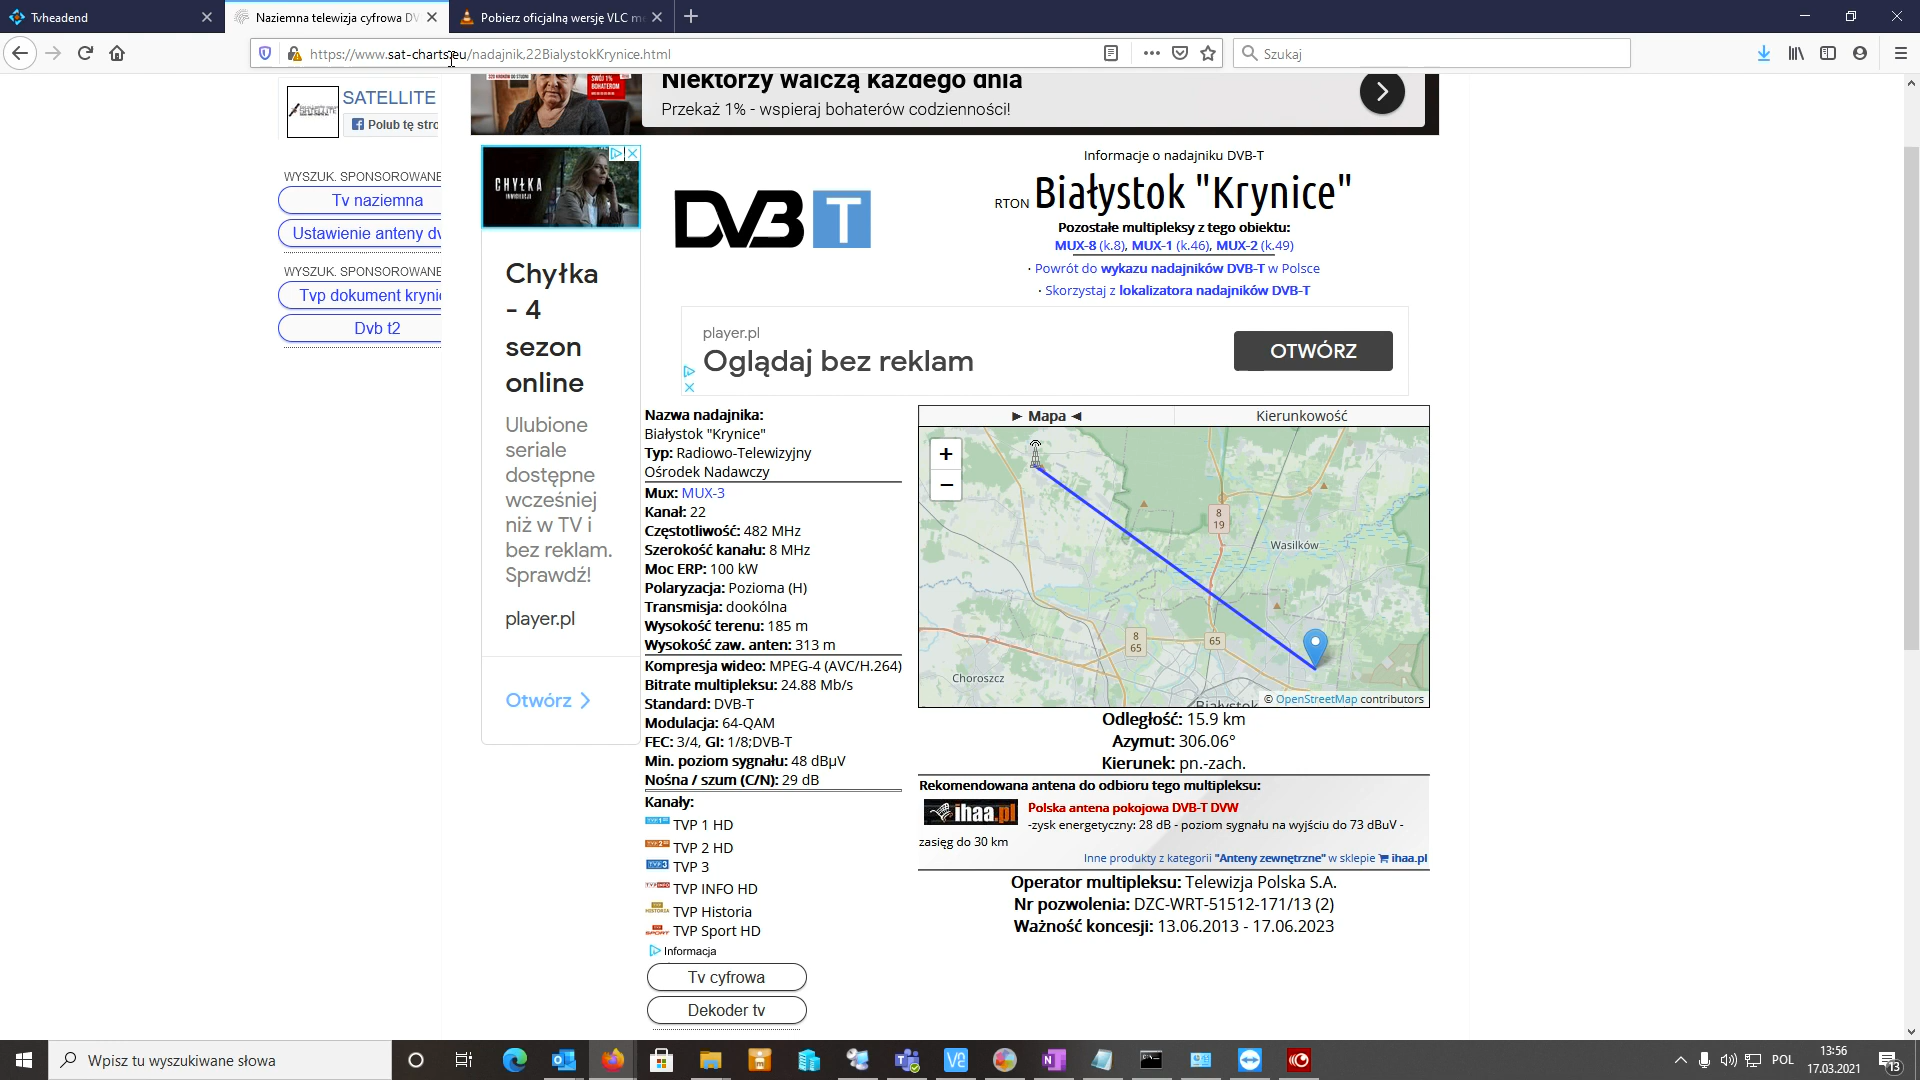 Tvheadend
Naziemna telewizja cyfrowa DV
Pobierz oficjalną wersję VLC me
https://www.sat-charts.eu/nadajnik,22BialystokKrynice.html
Szukaj
SATELLITE
Polub tę stro
WYSZUK. SPONSOROWANE
Tv naziemna
Ustawienie anteny dv
WYSZUK. SPONSOROWANE
Tvp dokument krynic
Dvb t2
Niektórzy walczą każdego dnia
Przekaż 1% - wspieraj bohaterów codzienności!
CHYŁKA
Chyłka
- 4
sezon
online
Ulubione
seriale
dostępne
wcześniej
niż w TV i
bez reklam.
Sprawdź!
player.pl
Otwórz
DVB T
Informacje o nadajniku DVB-T
RTON Białystok "Krynice"
Pozostałe multipleksy z tego obiektu:
MUX-8 (k.8), MUX-1 (k.46), MUX-2 (k.49)
· Powrót do wykazu nadajników DVB-T w Polsce
· Skorzystaj z lokalizatora nadajników DVB-T
player.pl
Oglądaj bez reklam
OTWÓRZ
Nazwa nadajnika:
Białystok "Krynice"
Typ: Radiowo-Telewizyjny
Ośrodek Nadawczy
Mux: MUX-3
Kanał: 22
Częstotliwość: 482 MHz
Szerokość kanału: 8 MHz
Moc ERP: 100 kW
Polaryzacja: Pozioma (H)
Transmisja: dookólna
Wysokość terenu: 185 m
Wysokość zaw. anten: 313 m
Kompresja wideo: MPEG-4 (AVC/H.264)
Bitrate multipleksu: 24.88 Mb/s
Standard: DVB-T
Modulacja: 64-QAM
FEC: 3/4, GI: 1/8;DVB-T
Min. poziom sygnału: 48 dBµV
Nośna / szum (C/N): 29 dB
Kanały:
TVP 1 HD
TVP 2 HD
TVP 3
TVP INFO HD
TVP Historia
TVP Sport HD
Informacja
Tv cyfrowa
Dekoder tv
► Mapa ◄
Kierunkowość
+
−
8
19
Wasilków
8
65
65
Choroszcz
Białystok
© OpenStreetMap contributors
Odległość: 15.9 km
Azymut: 306.06°
Kierunek: pn.-zach.
Rekomendowana antena do odbioru tego multipleksu:
ihaa.pl
Polska antena pokojowa DVB-T DVW
-zysk energetyczny: 28 dB - poziom sygnału na wyjściu do 73 dBuV -
zasięg do 30 km
Inne produkty z kategorii "Anteny zewnętrzne" w sklepie ihaa.pl
Operator multipleksu: Telewizja Polska S.A.
Nr pozwolenia: DZC-WRT-51512-171/13 (2)
Ważność koncesji: 13.06.2013 - 17.06.2023
Wpisz tu wyszukiwane słowa
POL
13:56
17.03.2021
13